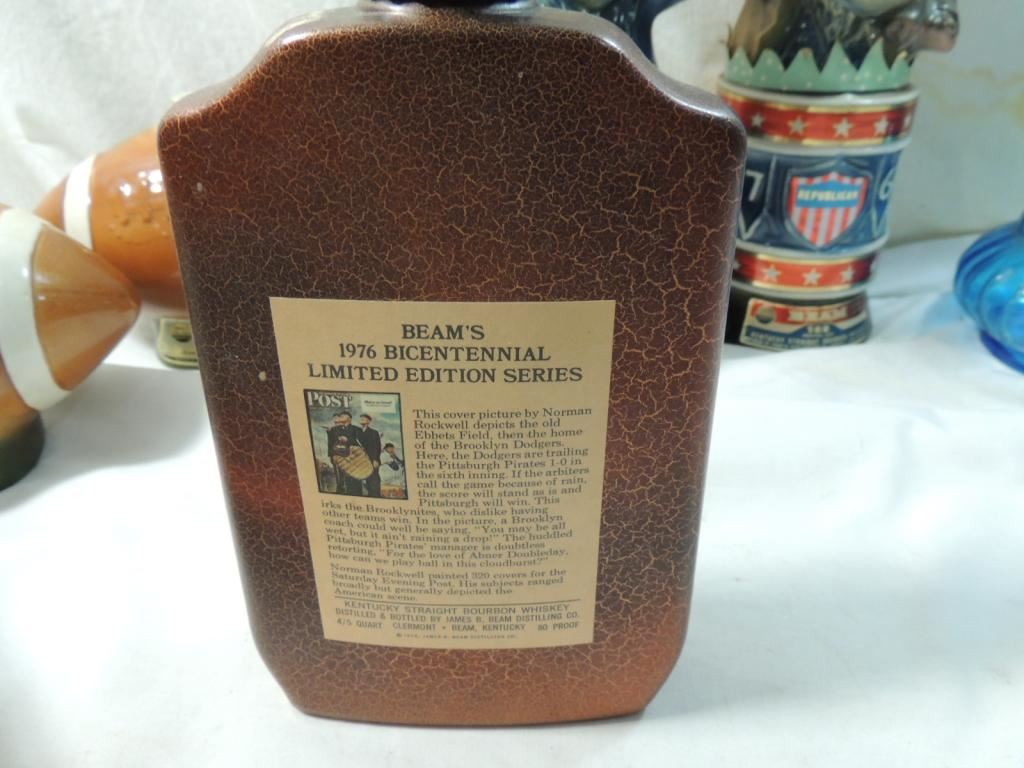 BEAM'S
1976 BICENTENNIAL
LIMITED EDITION SERIES
POST
This cover picture by Norman
Rockwell depicts the old
Ebbets Field, then the home
of the Brooklyn Dodgers.
Here, the Dodgers are trailing
the Pittsburgh Pirates 1-0 in
the sixth inning. If the arbiters
call the game because of rain,
the score will stand as is and
Pittsburgh will win. This
irks the Brooklynites, who dislike having
other teams win. In the picture, a Brooklyn
coach could well be saying, "You may be all
wet, but it ain't raining a drop!" The huddled
Pittsburgh Pirates' manager is doubtless
retorting, "For the love of Abner Doubleday,
how can we play ball in this cloudburst?"
Norman Rockwell painted 320 covers for the
Saturday Evening Post. His subjects ranged
broadly but generally depicted the
American scene.
KENTUCKY STRAIGHT BOURBON WHISKEY
DISTILLED & BOTTLED BY JAMES B. BEAM DISTILLING CO.
4/5 QUART CLERMONT • BEAM, KENTUCKY 80 PROOF
JAMES B. BEAM DISTILLING CO.
7
REPUBLICAN
6
BEAM